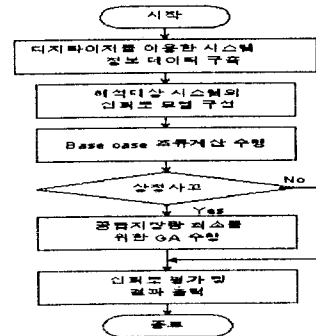 시작
디지타이저를 이용한 시스템
정보 데이터 구축
해석대상 시스템의
신뢰도 모델 구성
Base case 조류계산 수행
상정사고
No
Yes
공급지장량 최소를
위한 GA 수행
신뢰도 평가 및
결과 출력
종료